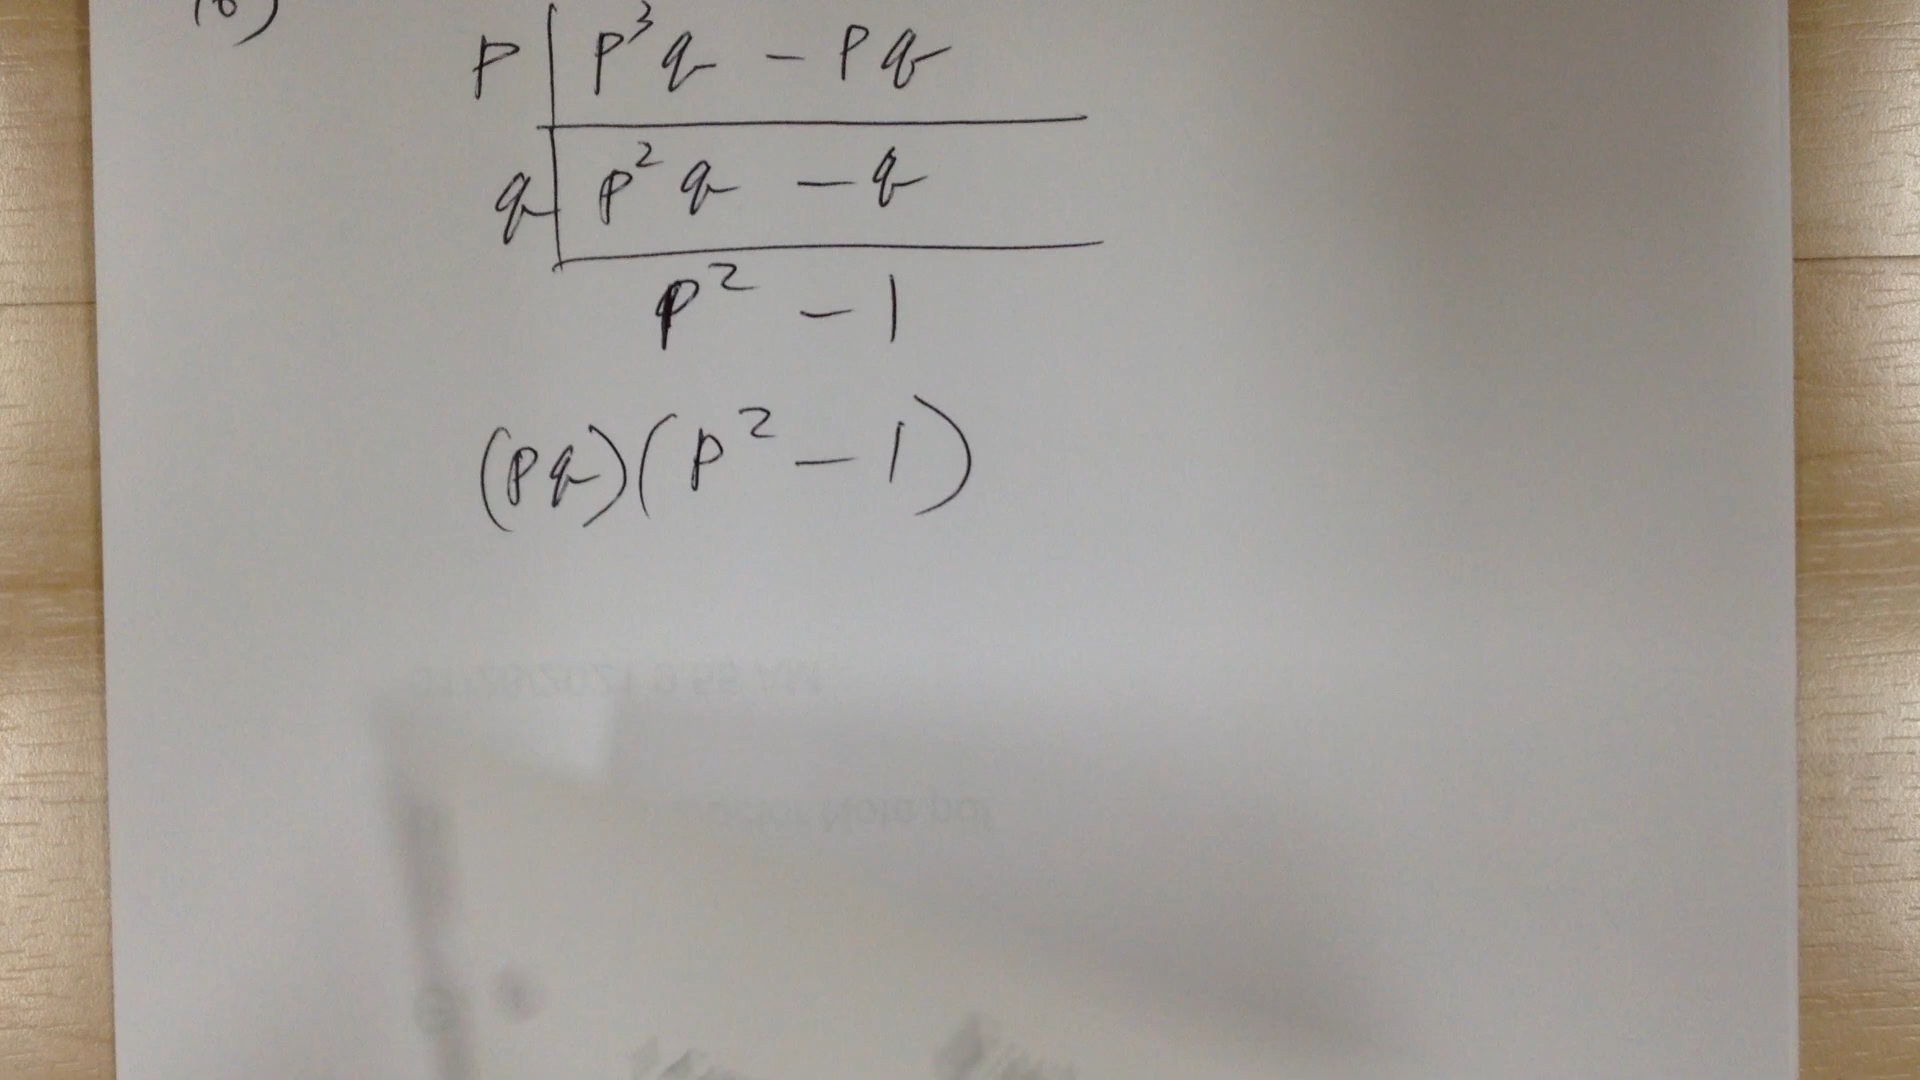 p | p³q - pq
q | p²q - q
p² - 1
(pq)(p² - 1)